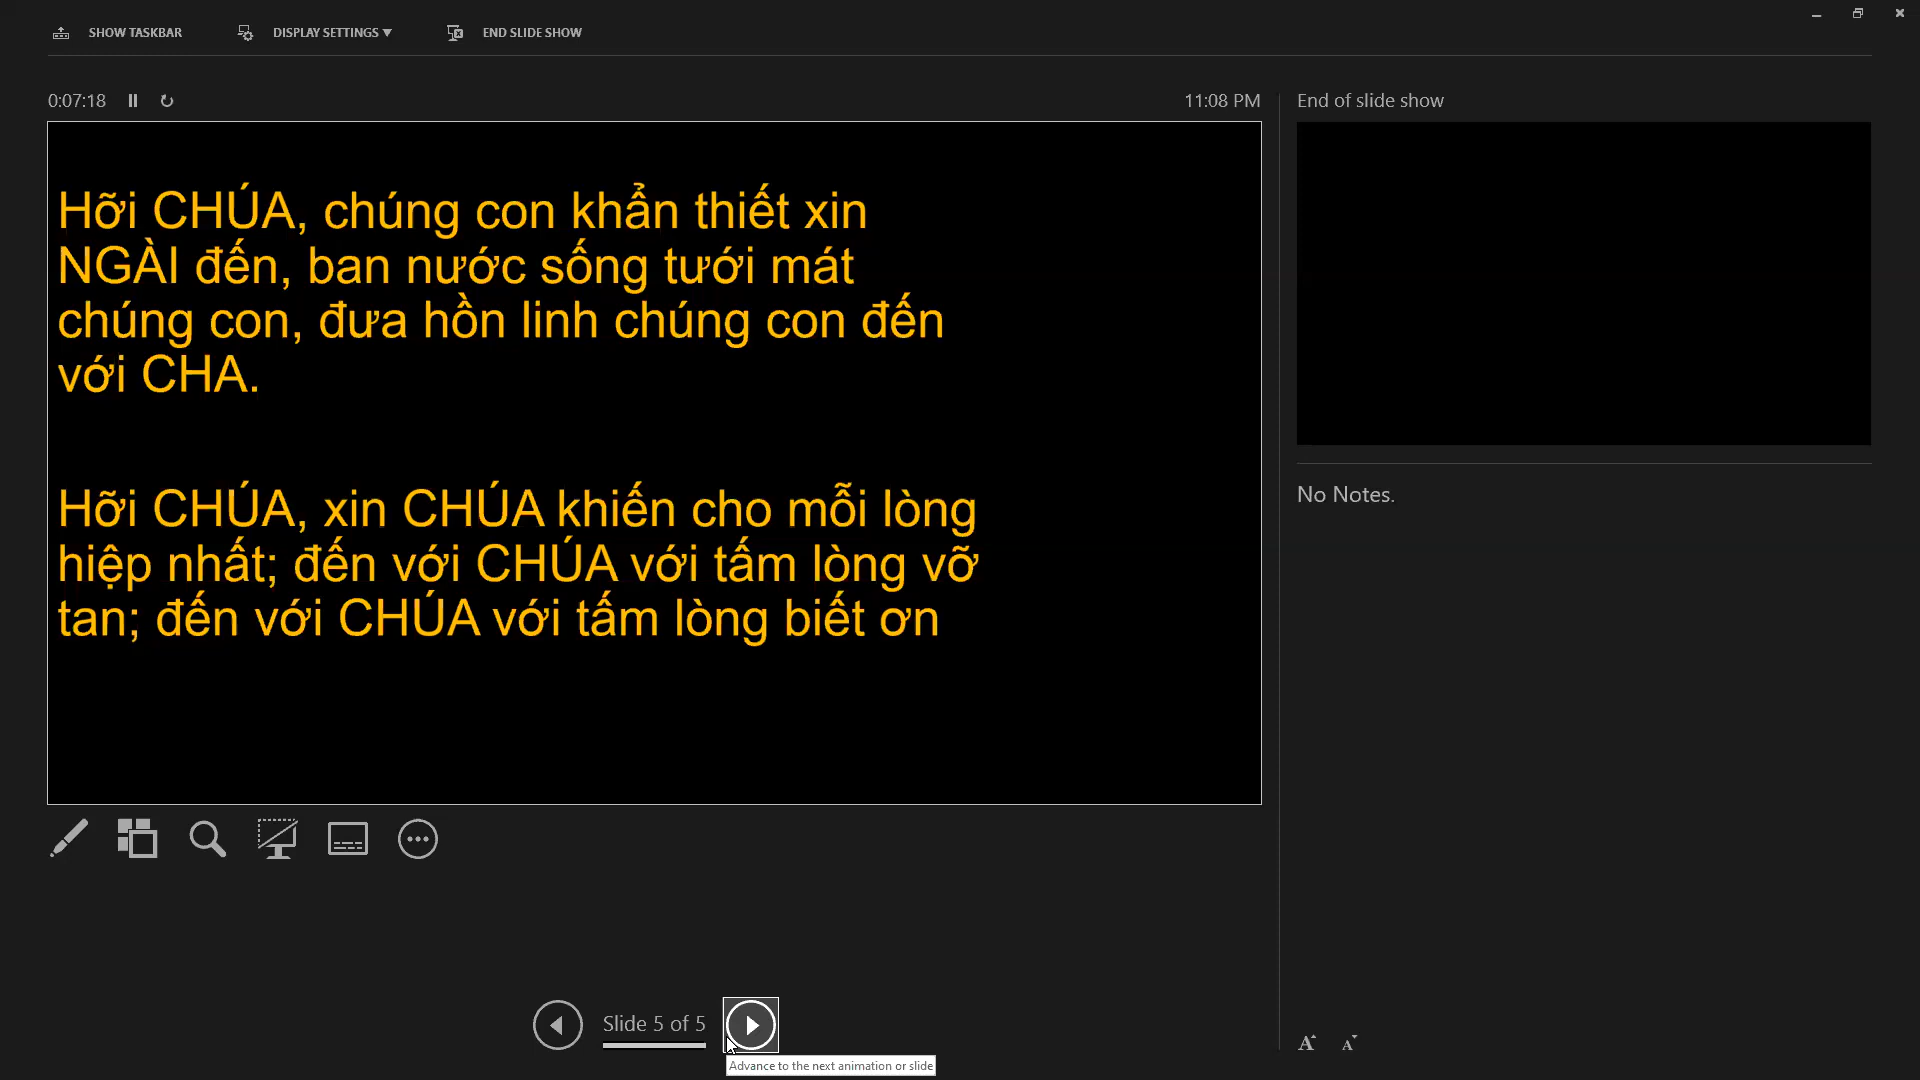 SHOW TASKBAR
DISPLAY SETTINGS ▼
END SLIDE SHOW
0:07:18
11:08 PM
Hỡi CHÚA, chúng con khẩn thiết xin
NGÀI đến, ban nước sống tưới mát
chúng con, đưa hồn linh chúng con đến
với CHA.
Hỡi CHÚA, xin CHÚA khiến cho mỗi lòng
hiệp nhất; đến với CHÚA với tấm lòng vỡ
tan; đến với CHÚA với tấm lòng biết ơn
Slide 5 of 5
Advance to the next animation or slide
End of slide show
No Notes.
A
A